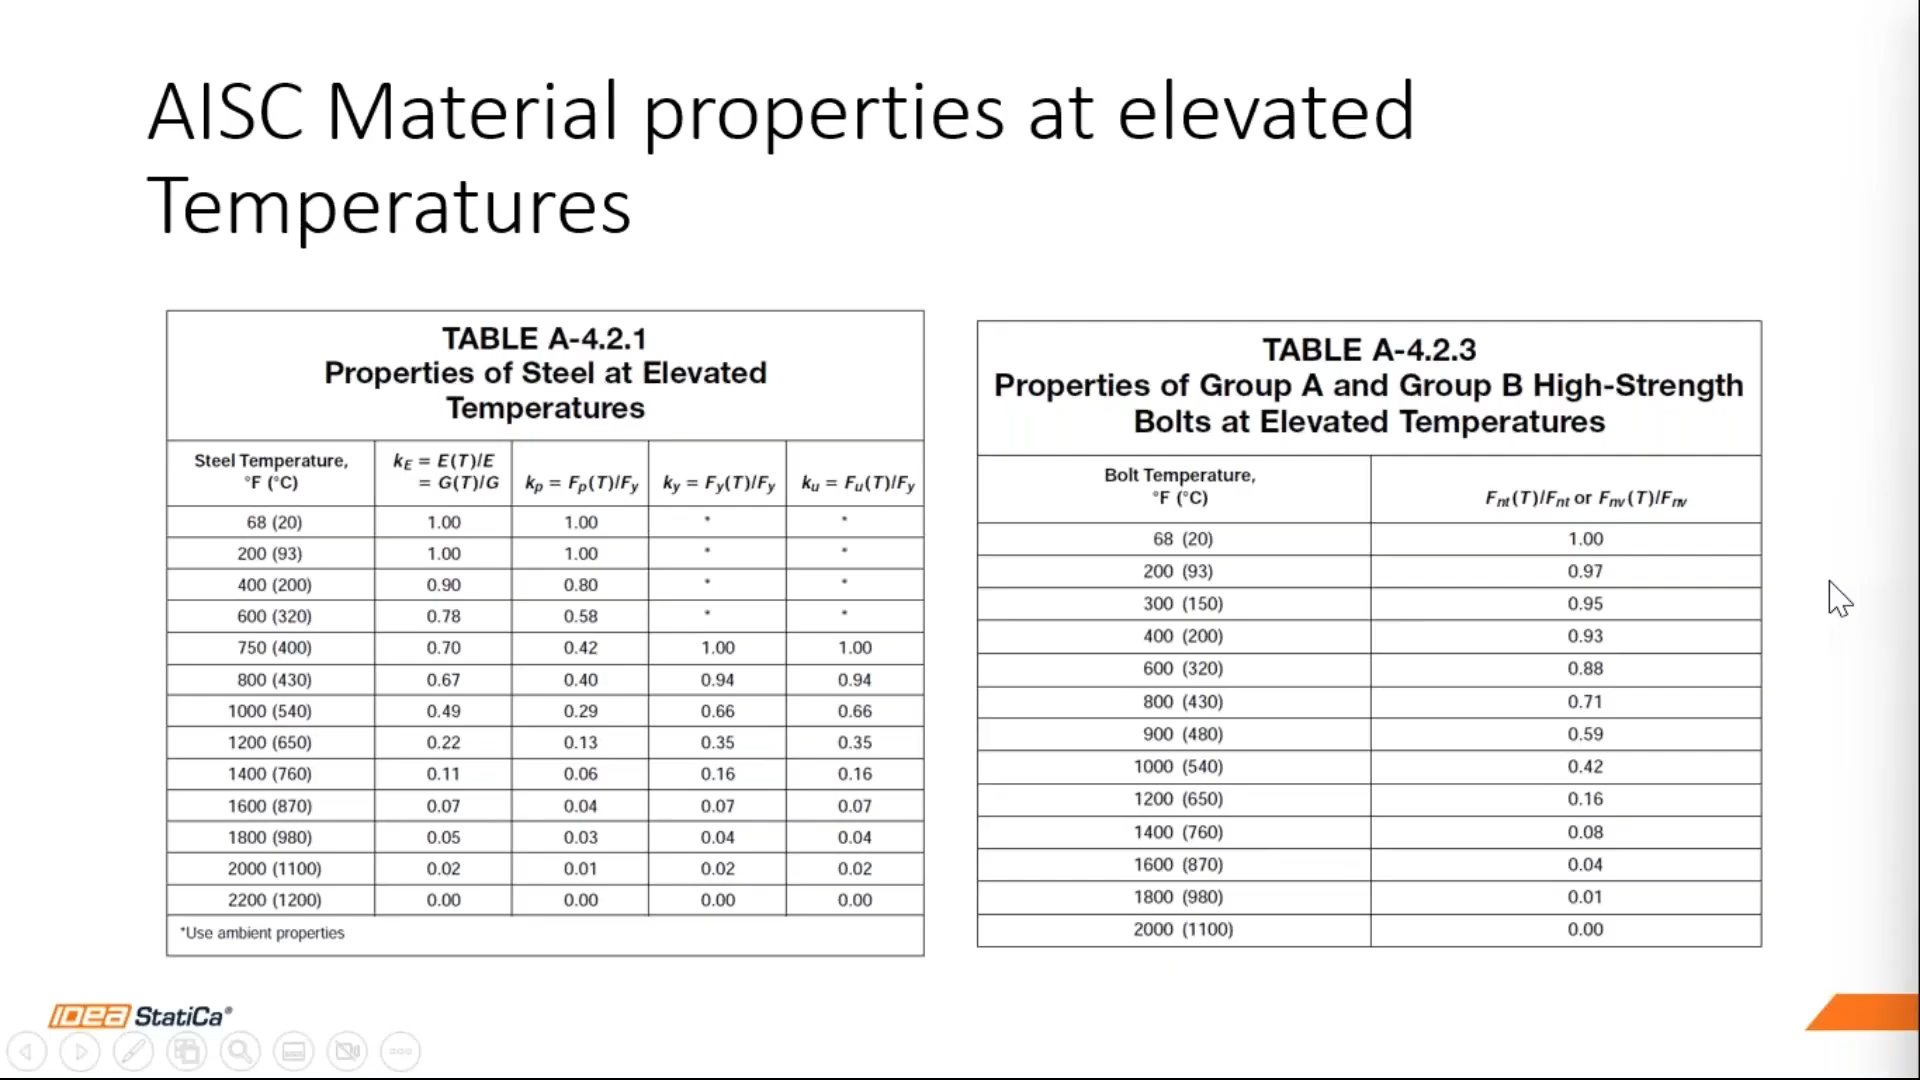 AISC Material properties at elevated
Temperatures
TABLE A-4.2.1
Properties of Steel at Elevated
Temperatures
Steel Temperature, °F (°C) kE = E(T)/E = G(T)/G kp = Fp(T)/Fy ky = Fy(T)/Fy ku = Fu(T)/Fy
68 (20) 1.00 1.00 * *
200 (93) 1.00 1.00 * *
400 (200) 0.90 0.80 * *
600 (320) 0.78 0.58 * *
750 (400) 0.70 0.42 1.00 1.00
800 (430) 0.67 0.40 0.94 0.94
1000 (540) 0.49 0.29 0.66 0.66
1200 (650) 0.22 0.13 0.35 0.35
1400 (760) 0.11 0.06 0.16 0.16
1600 (870) 0.07 0.04 0.07 0.07
1800 (980) 0.05 0.03 0.04 0.04
2000 (1100) 0.02 0.01 0.02 0.02
2200 (1200) 0.00 0.00 0.00 0.00
*Use ambient properties
TABLE A-4.2.3
Properties of Group A and Group B High-Strength
Bolts at Elevated Temperatures
Bolt Temperature, °F (°C) Fnt(T)/Fnt or Fnv(T)/Fnv
68 (20) 1.00
200 (93) 0.97
300 (150) 0.95
400 (200) 0.93
600 (320) 0.88
800 (430) 0.71
900 (480) 0.59
1000 (540) 0.42
1200 (650) 0.16
1400 (760) 0.08
1600 (870) 0.04
1800 (980) 0.01
2000 (1100) 0.00
IDEA StatiCa®